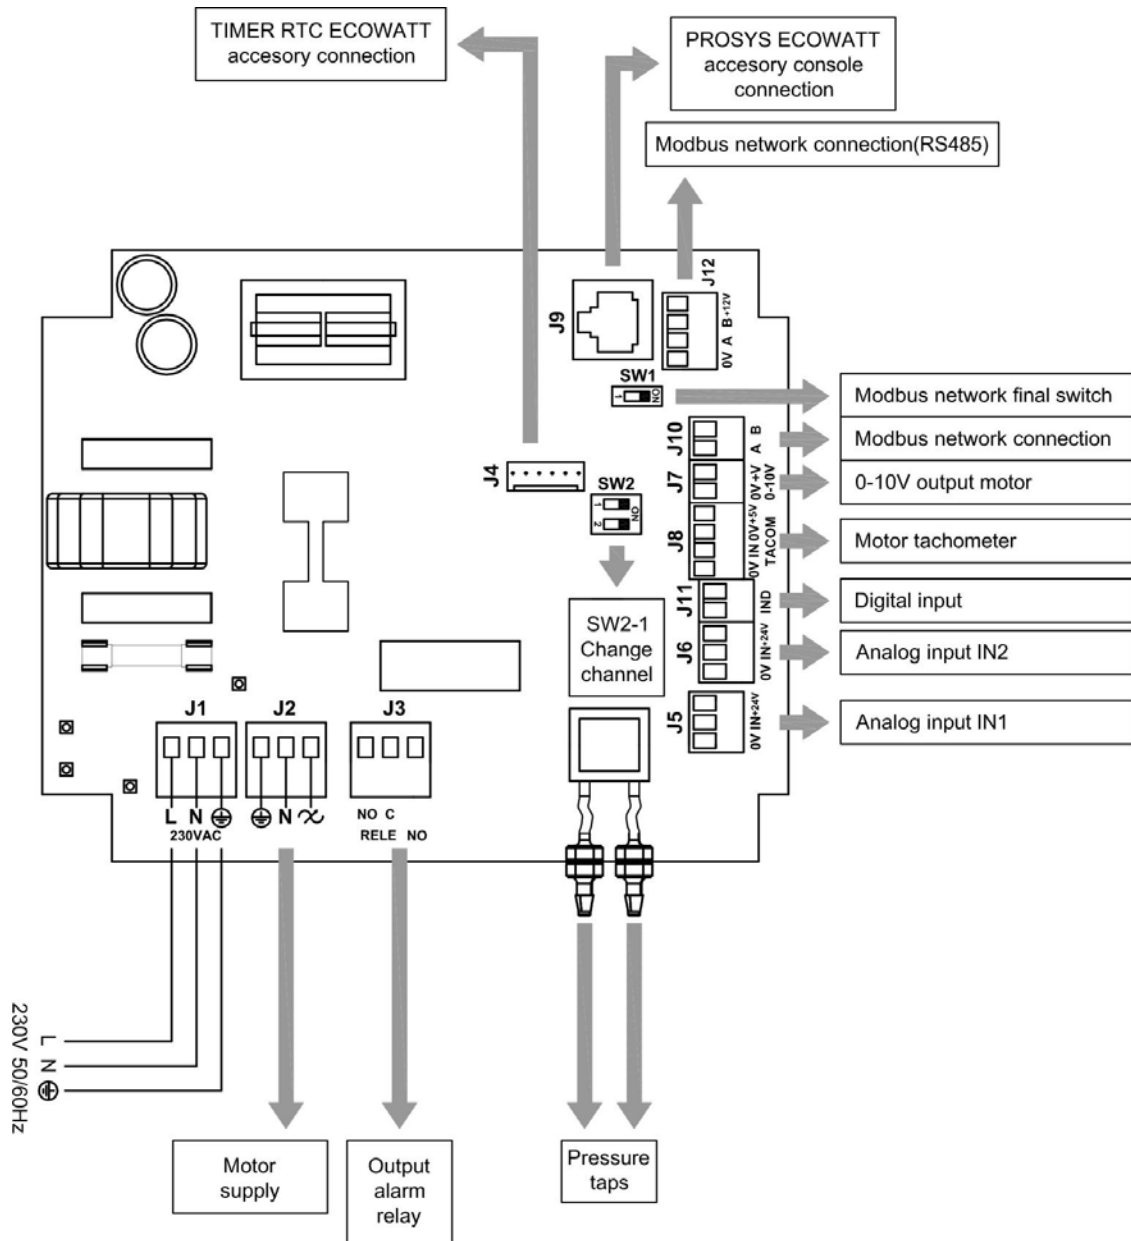 TIMER RTC ECOWATT
accesory connection
PROSYS ECOWATT
accesory console
connection
Modbus network connection(RS485)
J12
0V A B +12V
J9
SW1
1 ON
Modbus network final switch
J10
A B
Modbus network connection
J7
0V +V
0-10V
0-10V output motor
J4
SW2
1 2 ON
J8
0V IN 0V +5V
TACOM
Motor tachometer
J11
IND
Digital input
SW2-1
Change
channel
J6
0V IN +24V
Analog input IN2
J5
0V IN +24V
Analog input IN1
J1
J2
J3
L N
230VAC
N
NO C
RELE NO
230V 50/60Hz
L
N
Motor
supply
Output
alarm
relay
Pressure
taps